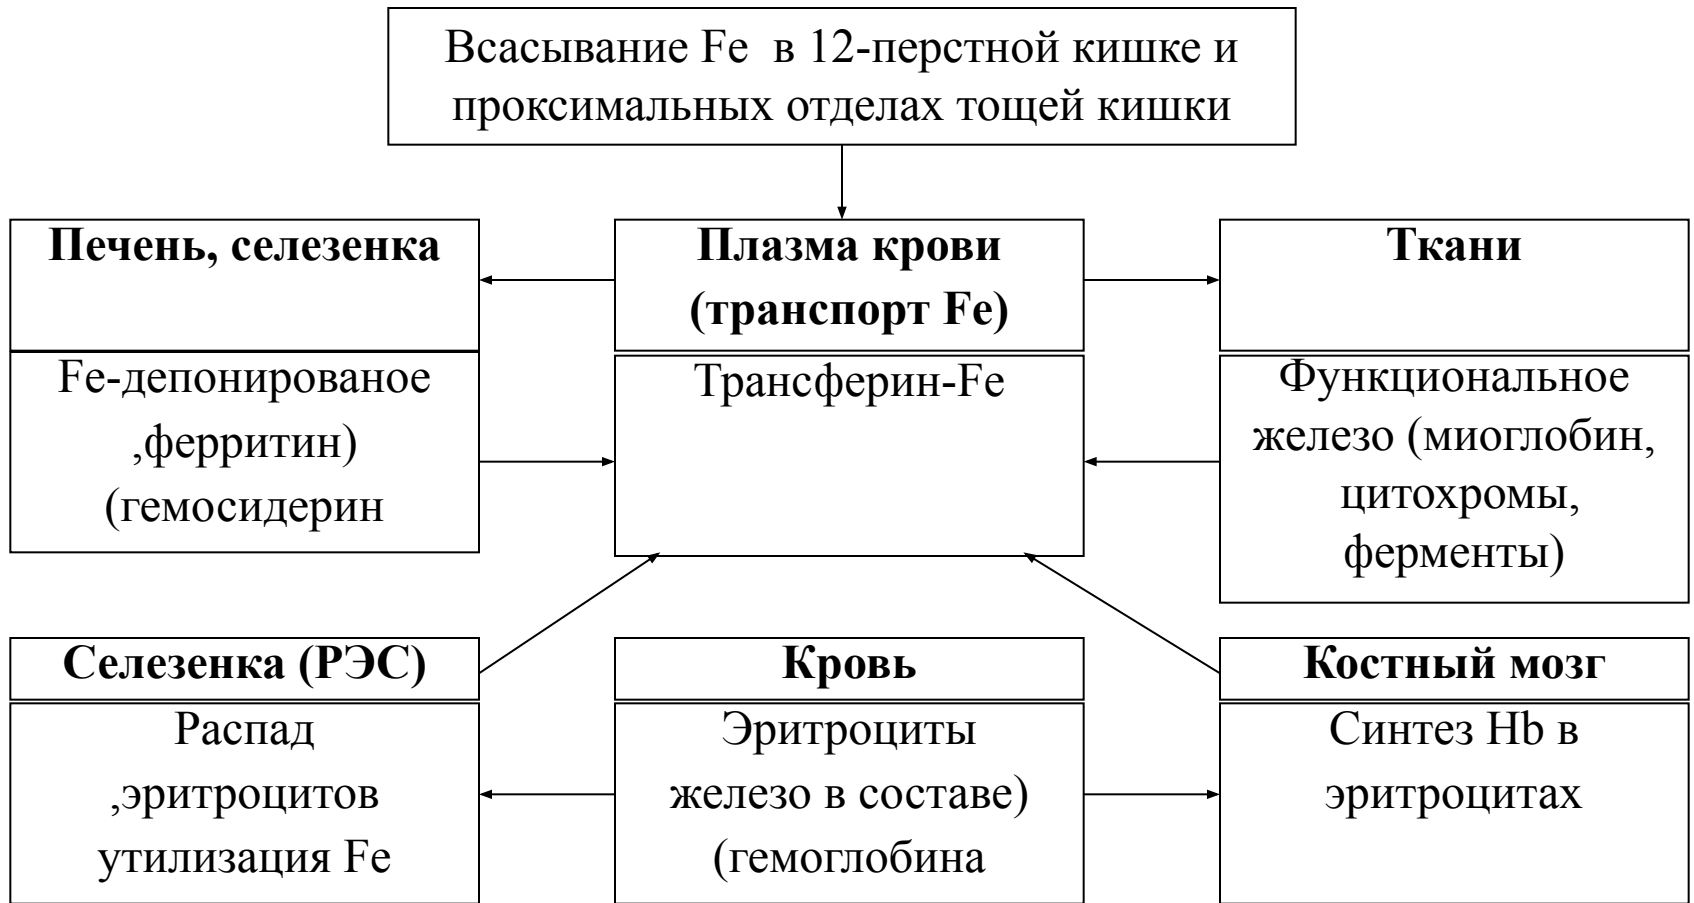 Всасывание Fe в 12-перстной кишке и
проксимальных отделах тощей кишки
Печень, селезенка
Fe-депонированое
,ферритин)
(гемосидерин
Плазма крови
(транспорт Fe)
Трансферин-Fe
Ткани
Функциональное
железо (миоглобин,
цитохромы,
ферменты)
Селезенка (РЭС)
Распад
,эритроцитов
утилизация Fe
Кровь
Эритроциты
железо в составе)
(гемоглобина
Костный мозг
Синтез Hb в
эритроцитах